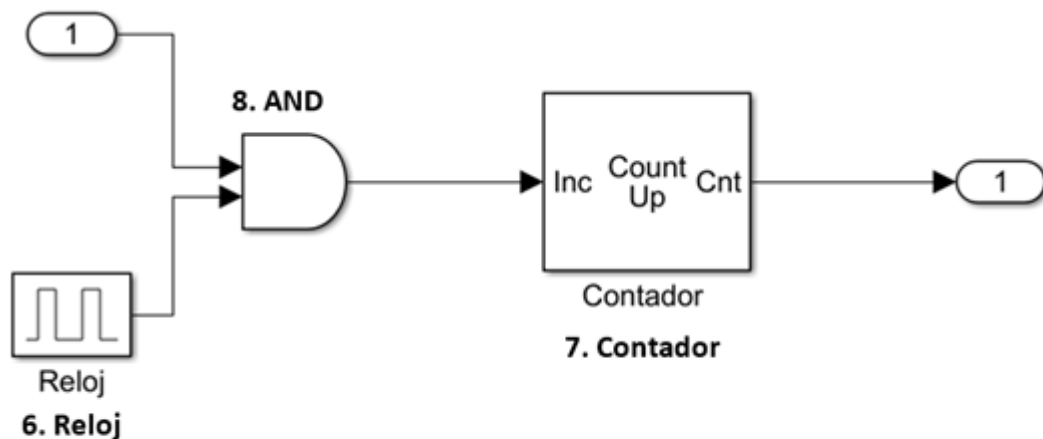 1
8. AND
Inc
Count
Up
Cnt
1
Contador
7. Contador
Reloj
6. Reloj